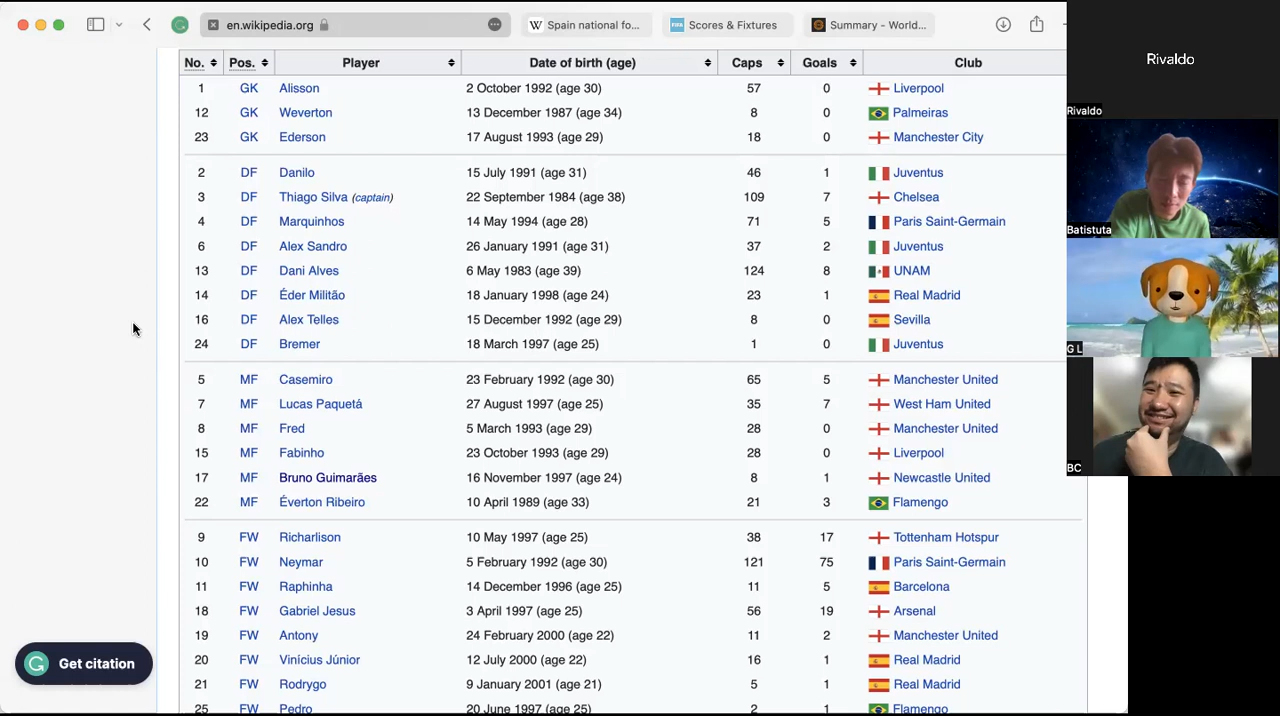 en.wikipedia.org
Spain national fo...
Scores & Fixtures
Summary - World...
No. Pos. Player Date of birth (age) Caps Goals Club
1 GK Alisson 2 October 1992 (age 30) 57 0 Liverpool
12 GK Weverton 13 December 1987 (age 34) 8 0 Palmeiras
23 GK Ederson 17 August 1993 (age 29) 18 0 Manchester City
2 DF Danilo 15 July 1991 (age 31) 46 1 Juventus
3 DF Thiago Silva (captain) 22 September 1984 (age 38) 109 7 Chelsea
4 DF Marquinhos 14 May 1994 (age 28) 71 5 Paris Saint-Germain
6 DF Alex Sandro 26 January 1991 (age 31) 37 2 Juventus
13 DF Dani Alves 6 May 1983 (age 39) 124 8 UNAM
14 DF Éder Militão 18 January 1998 (age 24) 23 1 Real Madrid
16 DF Alex Telles 15 December 1992 (age 29) 8 0 Sevilla
24 DF Bremer 18 March 1997 (age 25) 1 0 Juventus
5 MF Casemiro 23 February 1992 (age 30) 65 5 Manchester United
7 MF Lucas Paquetá 27 August 1997 (age 25) 35 7 West Ham United
8 MF Fred 5 March 1993 (age 29) 28 0 Manchester United
15 MF Fabinho 23 October 1993 (age 29) 28 0 Liverpool
17 MF Bruno Guimarães 16 November 1997 (age 24) 8 1 Newcastle United
22 MF Éverton Ribeiro 10 April 1989 (age 33) 21 3 Flamengo
9 FW Richarlison 10 May 1997 (age 25) 38 17 Tottenham Hotspur
10 FW Neymar 5 February 1992 (age 30) 121 75 Paris Saint-Germain
11 FW Raphinha 14 December 1996 (age 25) 11 5 Barcelona
18 FW Gabriel Jesus 3 April 1997 (age 25) 56 19 Arsenal
19 FW Antony 24 February 2000 (age 22) 11 2 Manchester United
20 FW Vinícius Júnior 12 July 2000 (age 22) 16 1 Real Madrid
21 FW Rodrygo 9 January 2001 (age 21) 5 1 Real Madrid
25 FW Pedro 20 June 1997 (age 25) 2 1 Flamengo
Get citation
Rivaldo
Rivaldo
Batistuta
G L
BC